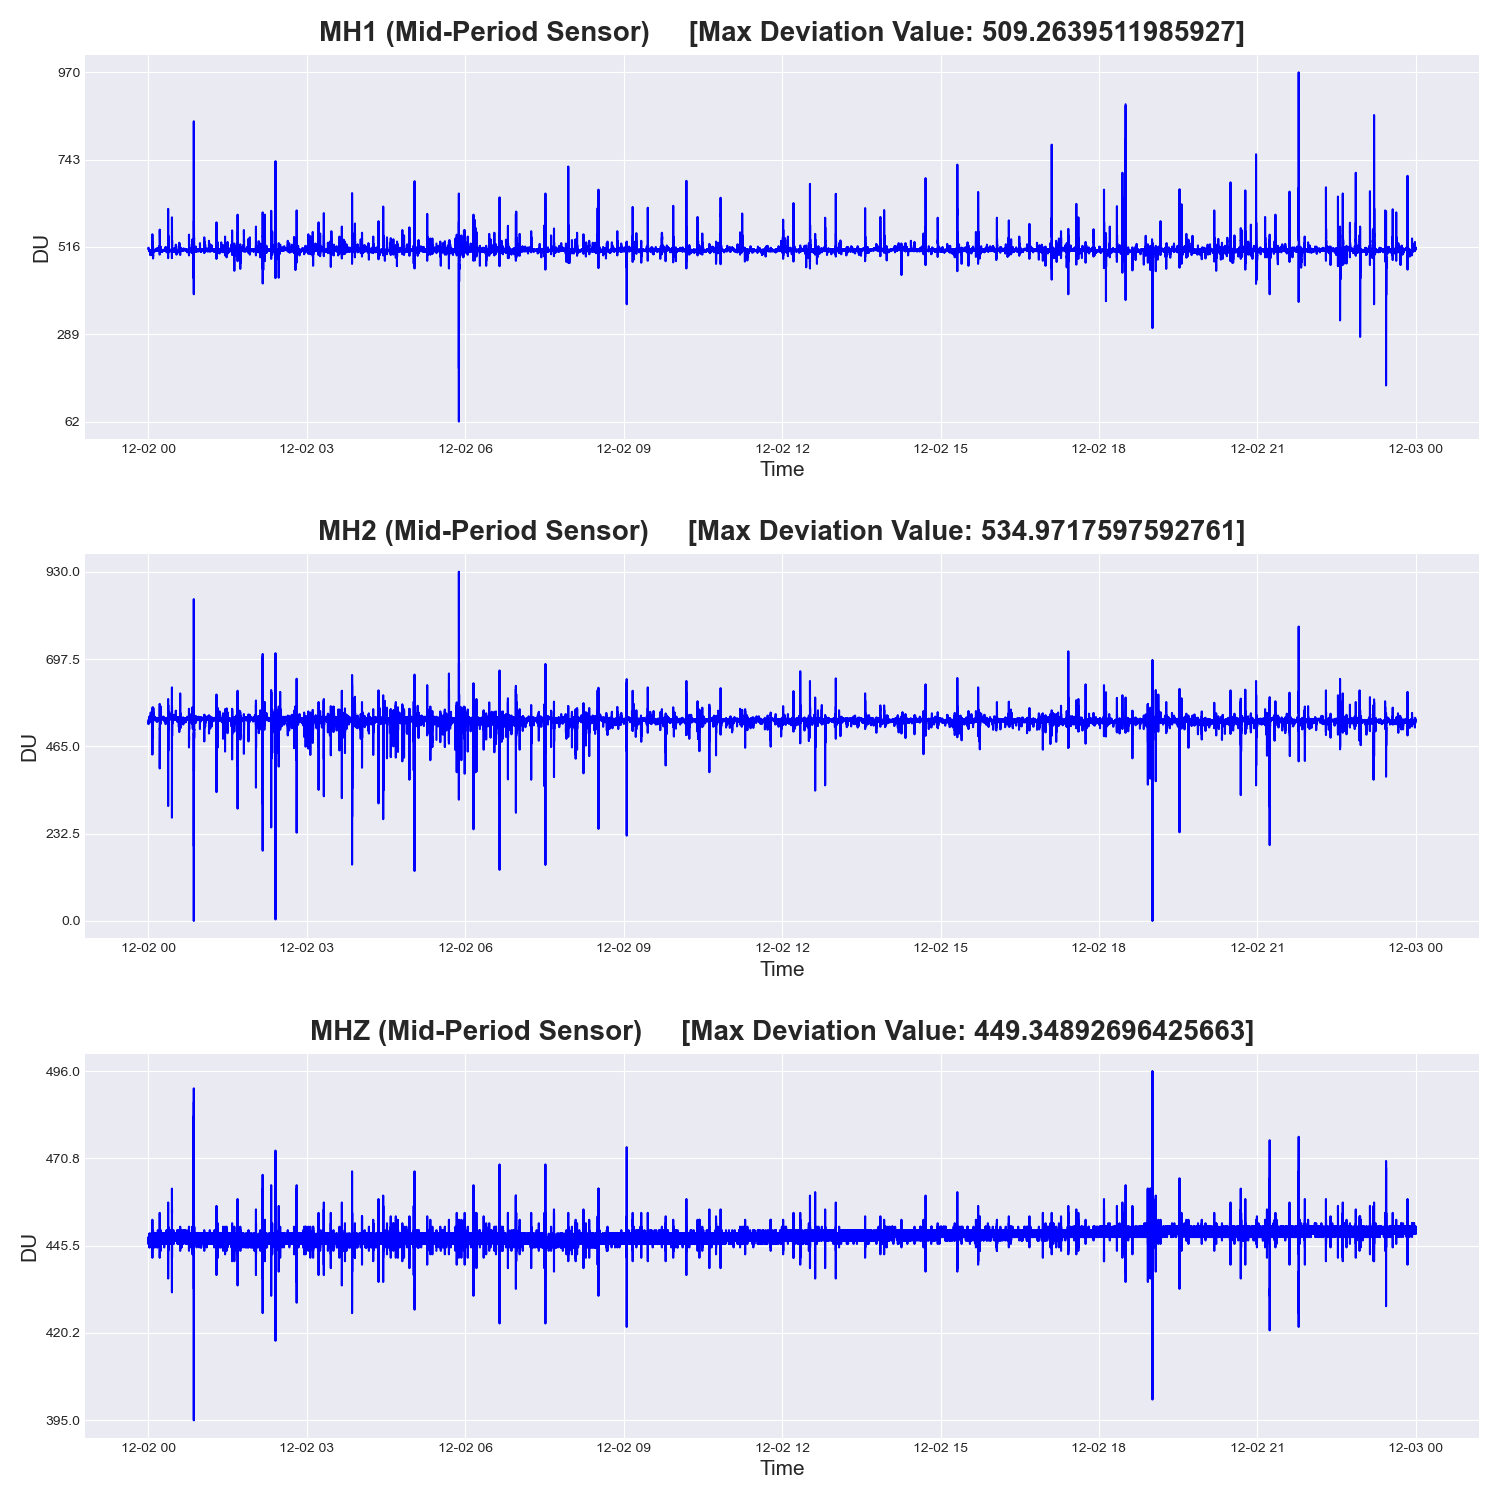 MH1 (Mid-Period Sensor) [Max Deviation Value: 509.2639511985927]
970
743
516
289
62
DU
12-02 00 12-02 03 12-02 06 12-02 09 12-02 12 12-02 15 12-02 18 12-02 21 12-03 00
Time
MH2 (Mid-Period Sensor) [Max Deviation Value: 534.9717597592761]
930.0
697.5
465.0
232.5
0.0
DU
12-02 00 12-02 03 12-02 06 12-02 09 12-02 12 12-02 15 12-02 18 12-02 21 12-03 00
Time
MHZ (Mid-Period Sensor) [Max Deviation Value: 449.34892696425663]
496.0
470.8
445.5
420.2
395.0
DU
12-02 00 12-02 03 12-02 06 12-02 09 12-02 12 12-02 15 12-02 18 12-02 21 12-03 00
Time